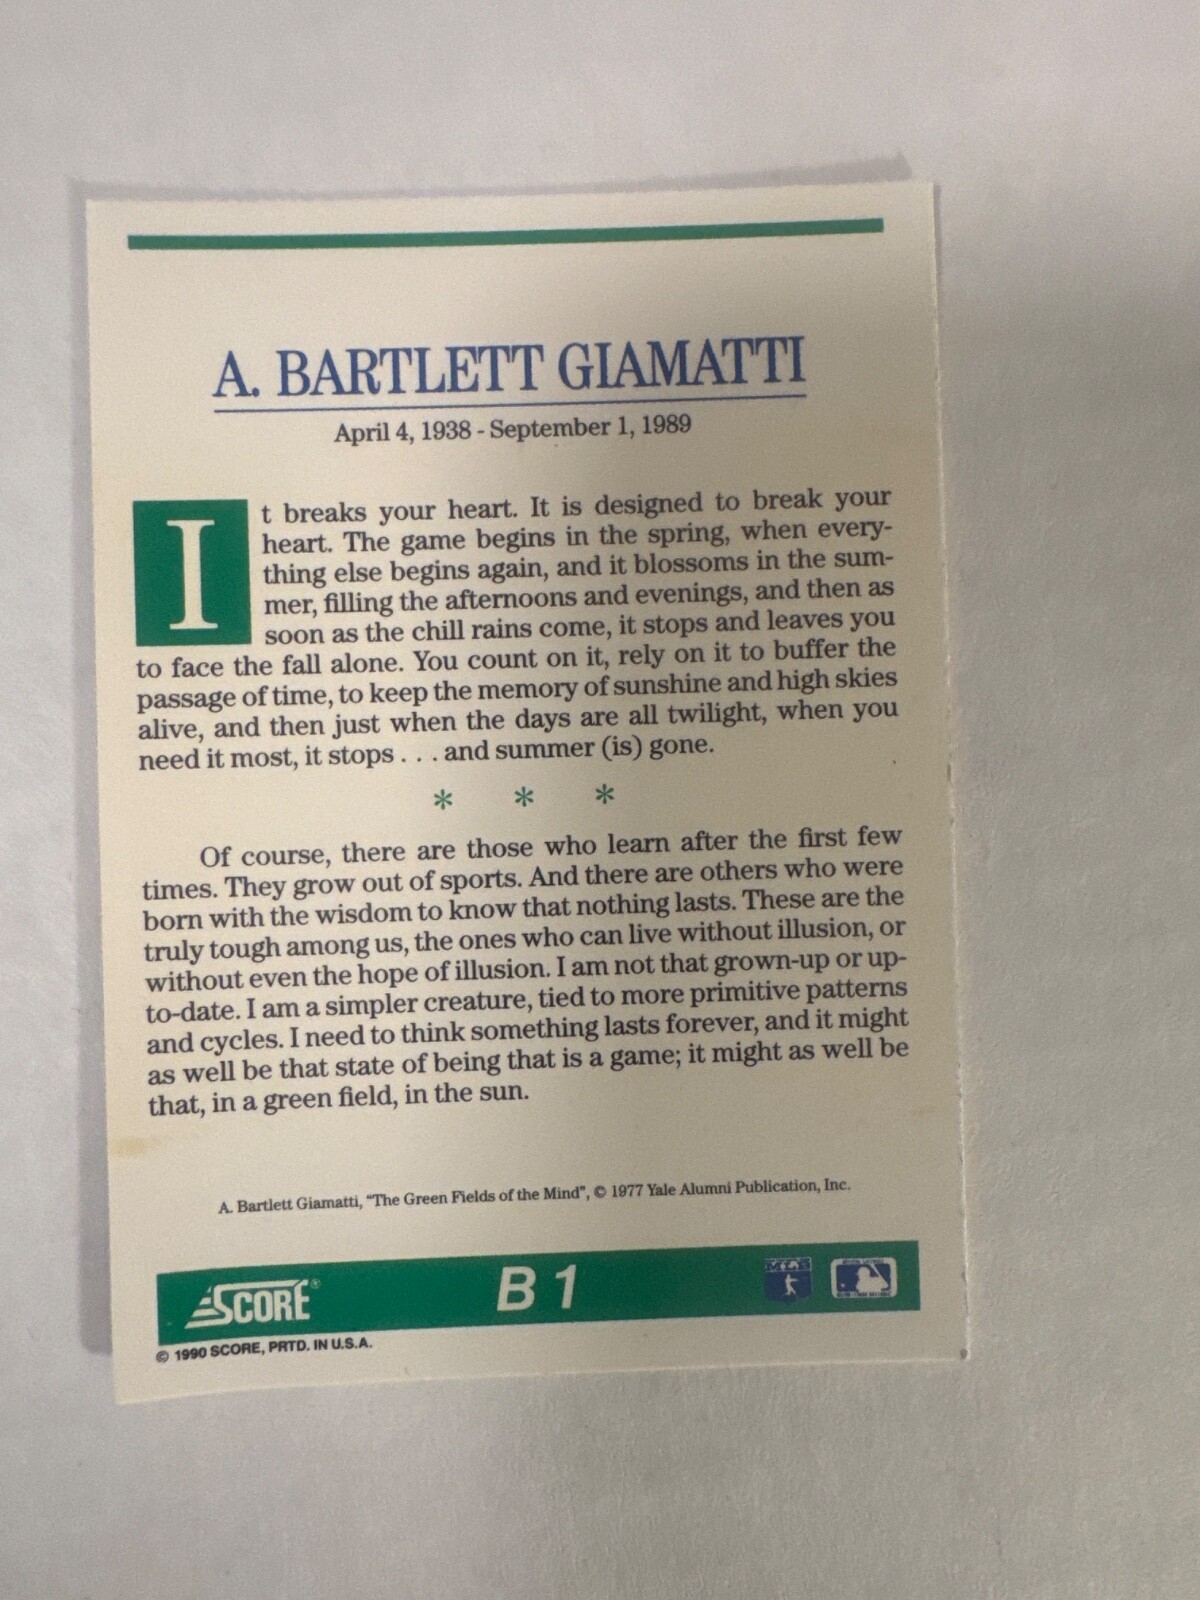 A. BARTLETT GIAMATTI
April 4, 1938 - September 1, 1989
It breaks your heart. It is designed to break your
heart. The game begins in the spring, when every-
thing else begins again, and it blossoms in the sum-
mer, filling the afternoons and evenings, and then as
soon as the chill rains come, it stops and leaves you
to face the fall alone. You count on it, rely on it to buffer the
passage of time, to keep the memory of sunshine and high skies
alive, and then just when the days are all twilight, when you
need it most, it stops . . . and summer (is) gone.
* * *
Of course, there are those who learn after the first few
times. They grow out of sports. And there are others who were
born with the wisdom to know that nothing lasts. These are the
truly tough among us, the ones who can live without illusion, or
without even the hope of illusion. I am not that grown-up or up-
to-date. I am a simpler creature, tied to more primitive patterns
and cycles. I need to think something lasts forever, and it might
as well be that state of being that is a game; it might as well be
that, in a green field, in the sun.
A. Bartlett Giamatti, "The Green Fields of the Mind", © 1977 Yale Alumni Publication, Inc.
SCORE® B 1 MLB
© 1990 SCORE, PRTD. IN U.S.A.